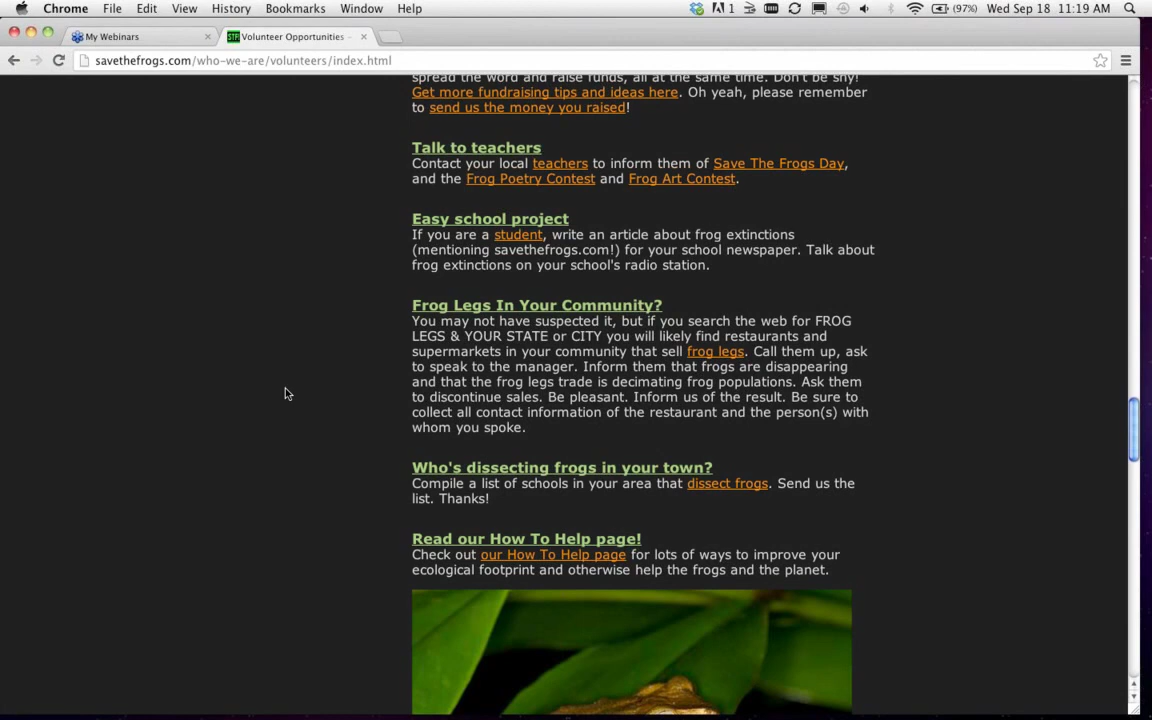 Chrome File Edit View History Bookmarks Window Help 1 (97%) Wed Sep 18 11:19 AM
My Webinars Volunteer Opportunities -
savethefrogs.com/who-we-are/volunteers/index.html
spread the word and raise funds, all at the same time. Don't be shy!
Get more fundraising tips and ideas here. Oh yeah, please remember
to send us the money you raised!
Talk to teachers
Contact your local teachers to inform them of Save The Frogs Day,
and the Frog Poetry Contest and Frog Art Contest.
Easy school project
If you are a student, write an article about frog extinctions
(mentioning savethefrogs.com!) for your school newspaper. Talk about
frog extinctions on your school's radio station.
Frog Legs In Your Community?
You may not have suspected it, but if you search the web for FROG
LEGS & YOUR STATE or CITY you will likely find restaurants and
supermarkets in your community that sell frog legs. Call them up, ask
to speak to the manager. Inform them that frogs are disappearing
and that the frog legs trade is decimating frog populations. Ask them
to discontinue sales. Be pleasant. Inform us of the result. Be sure to
collect all contact information of the restaurant and the person(s) with
whom you spoke.
Who's dissecting frogs in your town?
Compile a list of schools in your area that dissect frogs. Send us the
list. Thanks!
Read our How To Help page!
Check out our How To Help page for lots of ways to improve your
ecological footprint and otherwise help the frogs and the planet.